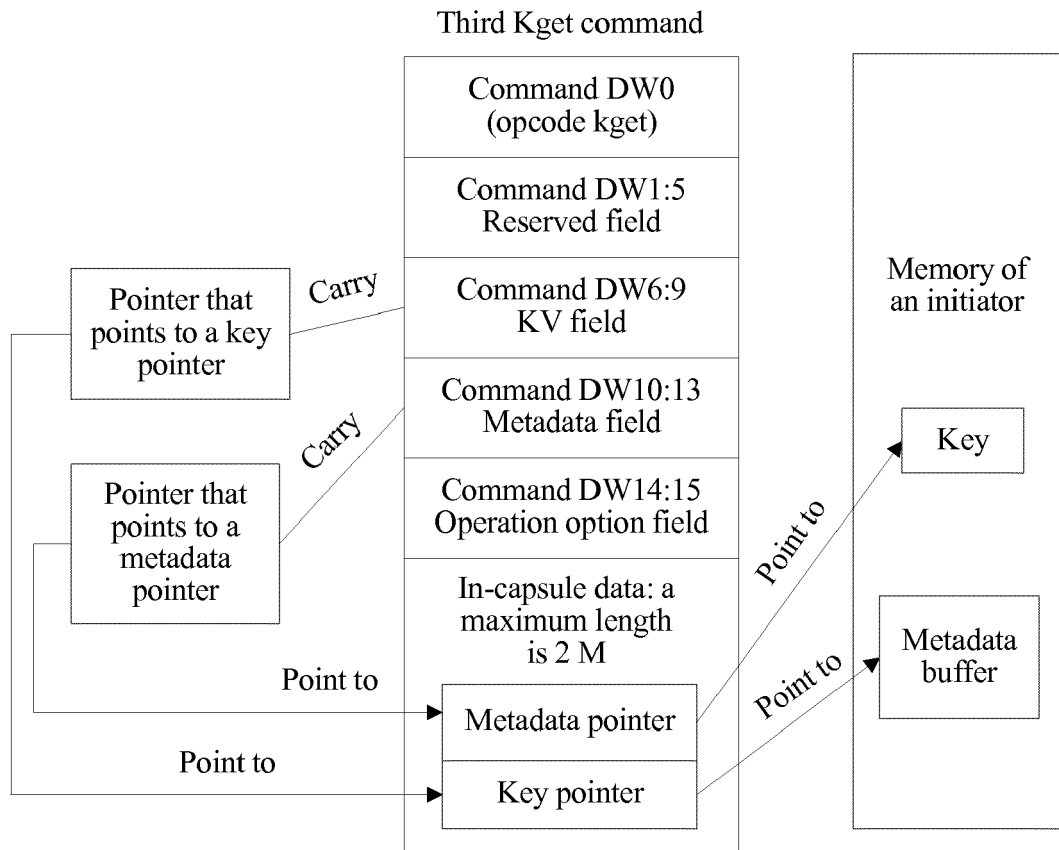 Third Kget command
Command DW0
(opcode kget)
Command DW1:5
Reserved field
Command DW6:9
KV field
Command DW10:13
Metadata field
Command DW14:15
Operation option field
In-capsule data: a
maximum length
is 2 M
Metadata pointer
Key pointer
Pointer that
points to a key
pointer
Carry
Pointer that
points to a
metadata
pointer
Carry
Point to
Point to
Point to
Point to
Memory of
an initiator
Key
Metadata
buffer